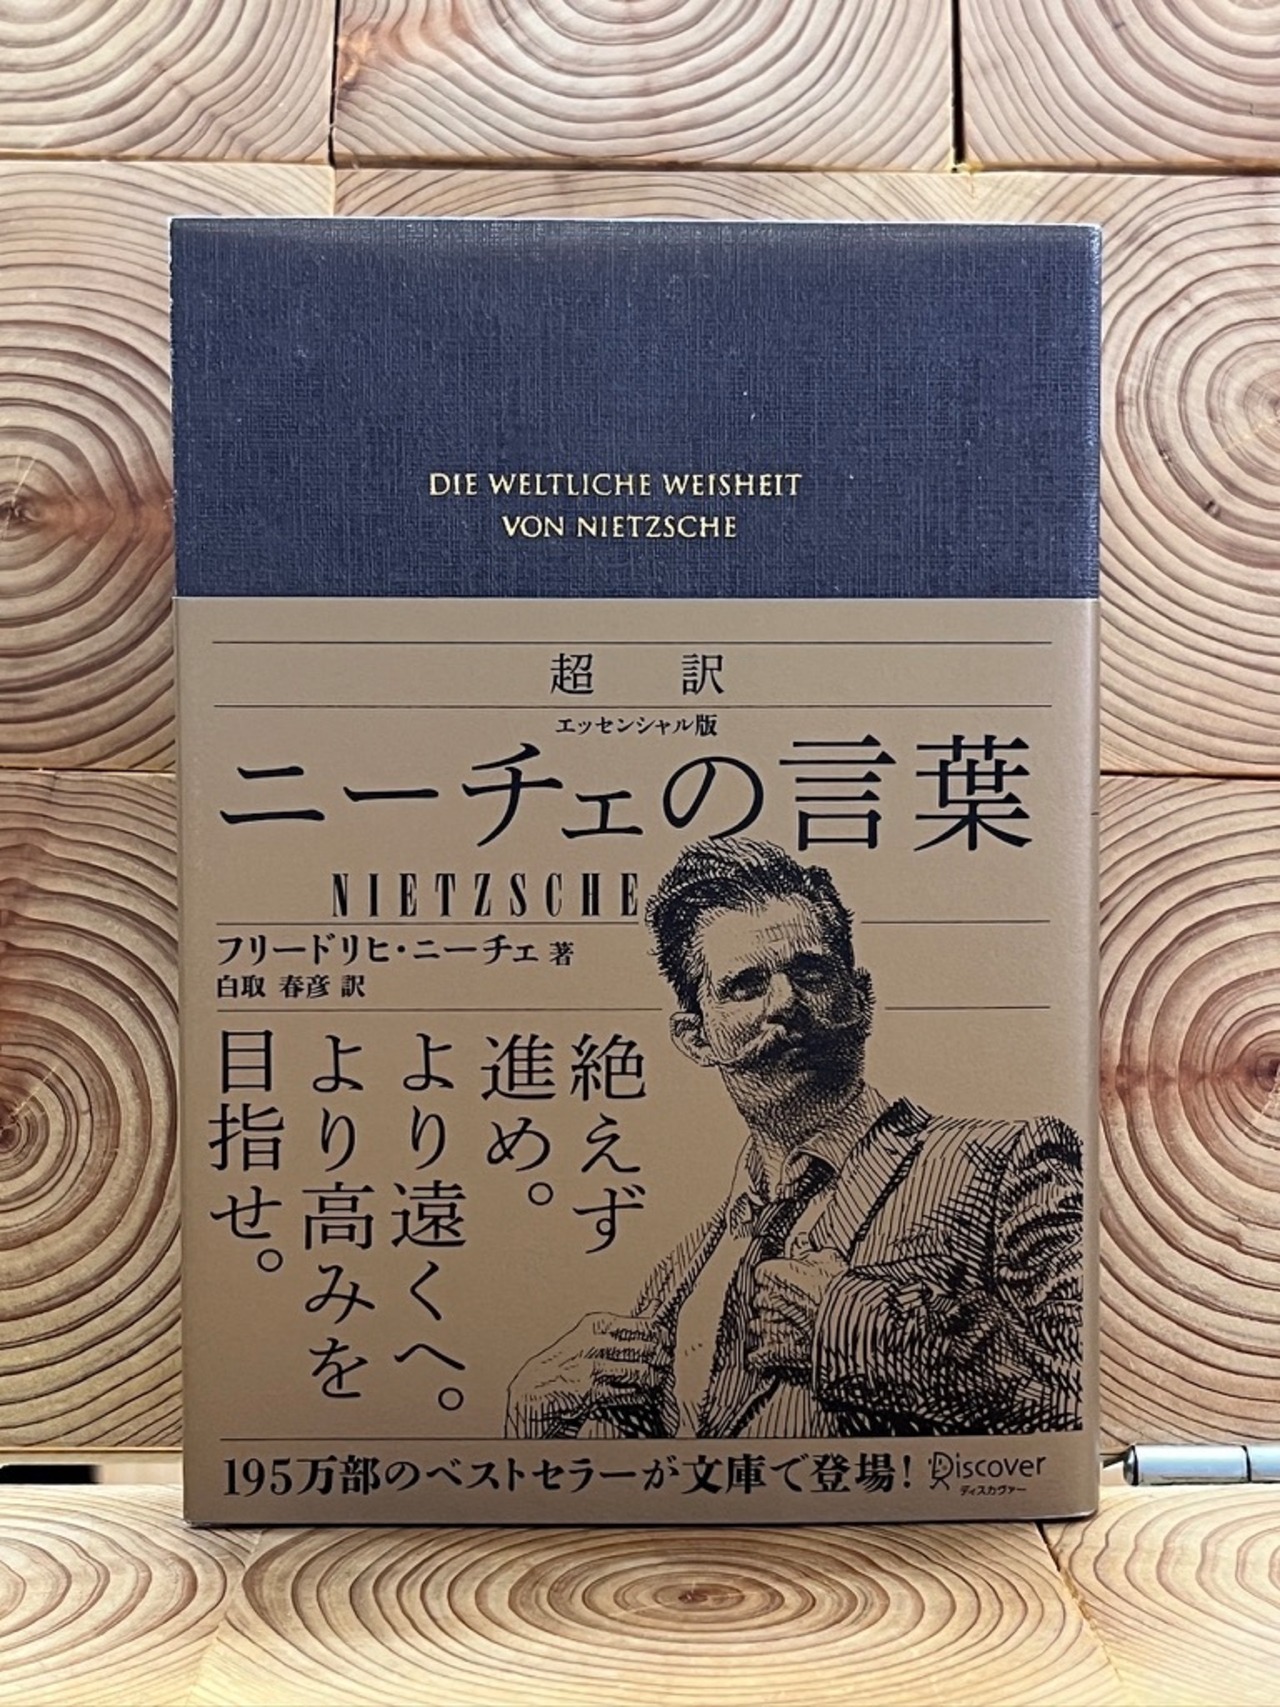 DIE WELTLICHE WEISHEIT
VON NIETZSCHE
超訳
エッセンシャル版
ニーチェの言葉
NIETZSCHE
フリードリヒ・ニーチェ 著
白取 春彦 訳
絶えず
進め。
より遠くへ。
より高みを
目指せ。
195万部のベストセラーが文庫で登場!
Discover
ディスカヴァー